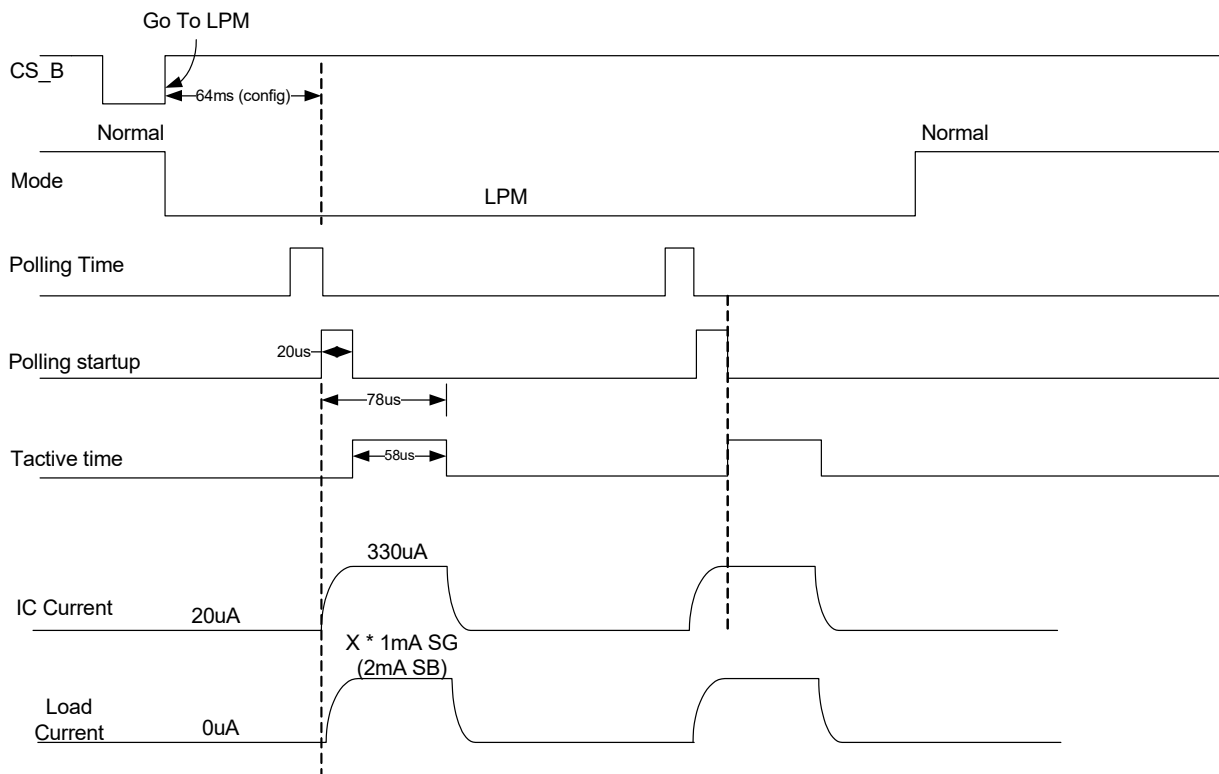 Go To LPM
CS_B
64ms (config)
Normal
Normal
Mode
LPM
Polling Time
20us
Polling startup
78us
Tactive time
58us
330uA
IC Current
20uA
X * 1mA SG
(2mA SB)
Load
Current
0uA